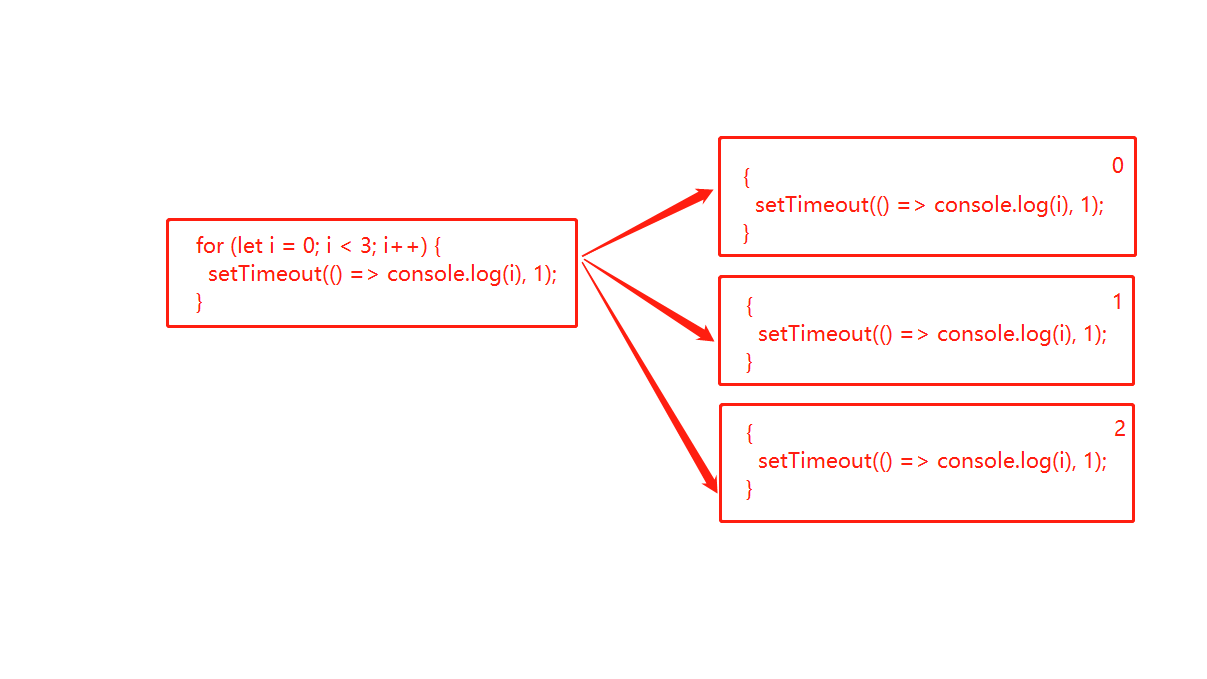 for (let i = 0; i < 3; i++) {
setTimeout(() => console.log(i), 1);
}
0
{
setTimeout(() => console.log(i), 1);
}
1
{
setTimeout(() => console.log(i), 1);
}
2
{
setTimeout(() => console.log(i), 1);
}